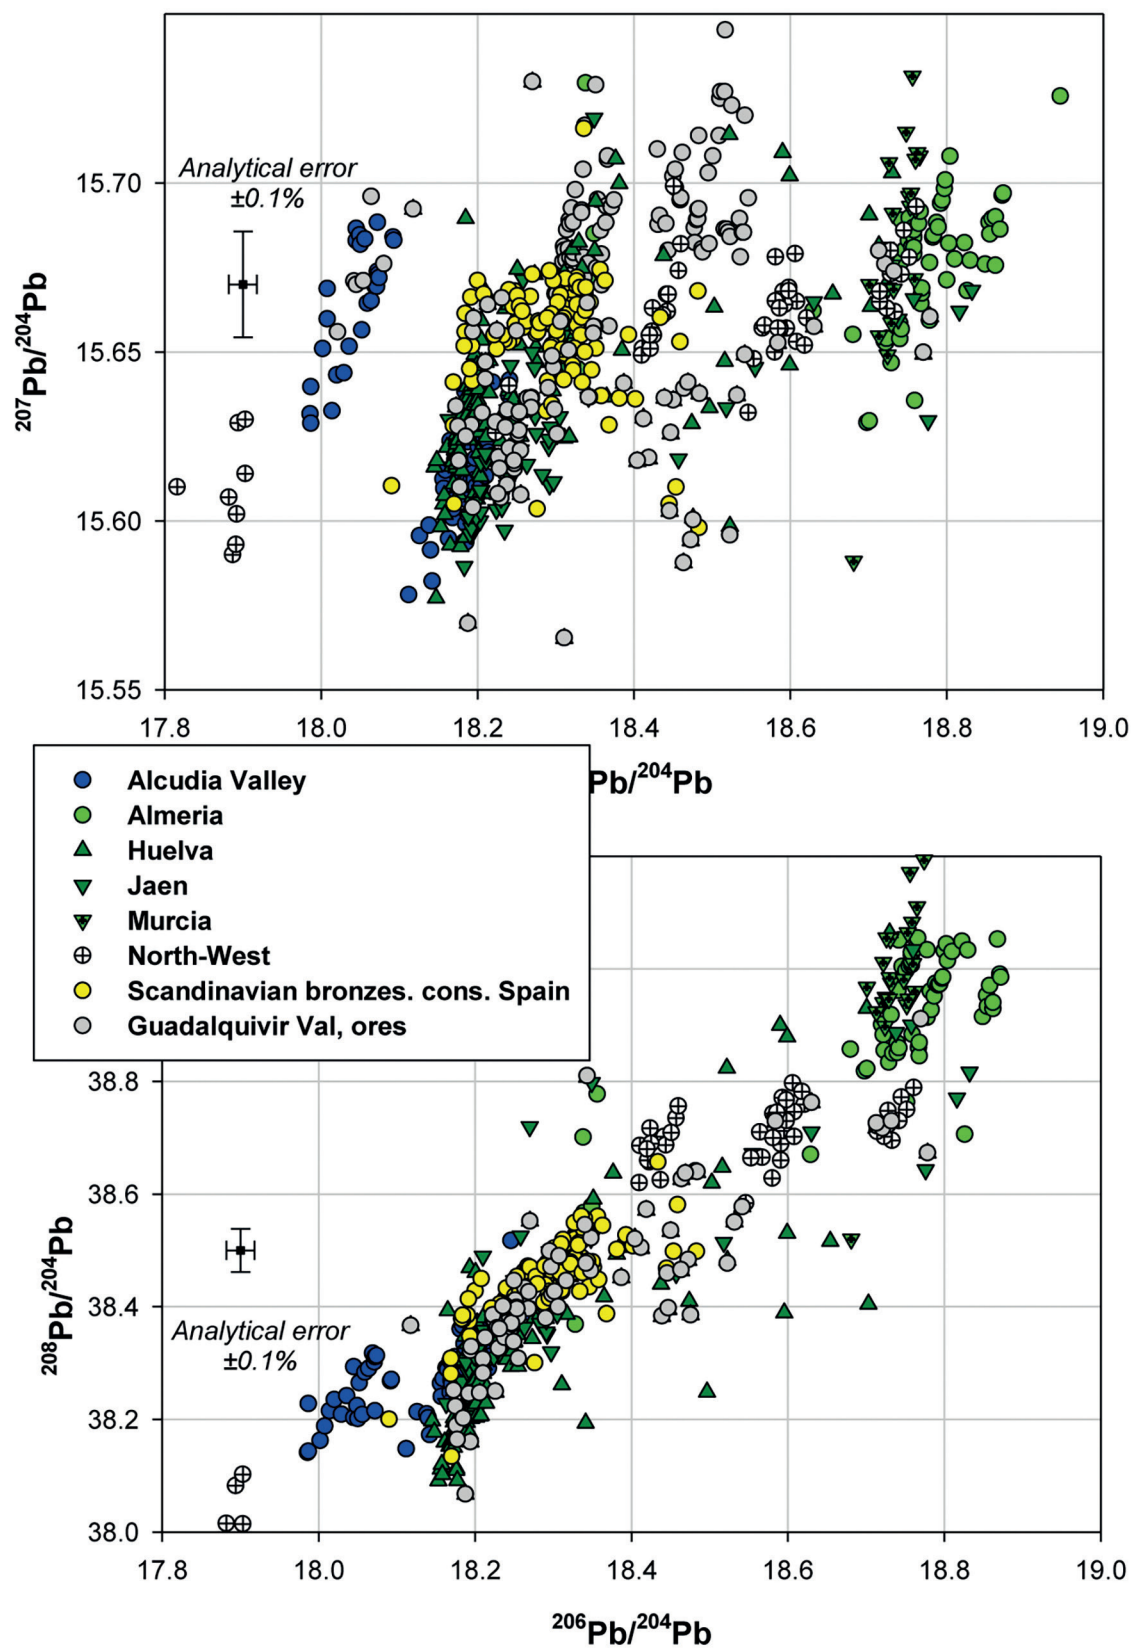 15.70
15.65
15.60
15.55
²⁰⁷Pb/²⁰⁴Pb
Analytical error
±0.1%
17.8 18.0 18.2 18.4 18.6 18.8 19.0
Pb/²⁰⁴Pb
Alcudia Valley
Almeria
Huelva
Jaen
Murcia
North-West
Scandinavian bronzes. cons. Spain
Guadalquivir Val, ores
38.8
38.6
38.4
38.2
38.0
²⁰⁸Pb/²⁰⁴Pb
Analytical error
±0.1%
17.8 18.0 18.2 18.4 18.6 18.8 19.0
²⁰⁶Pb/²⁰⁴Pb